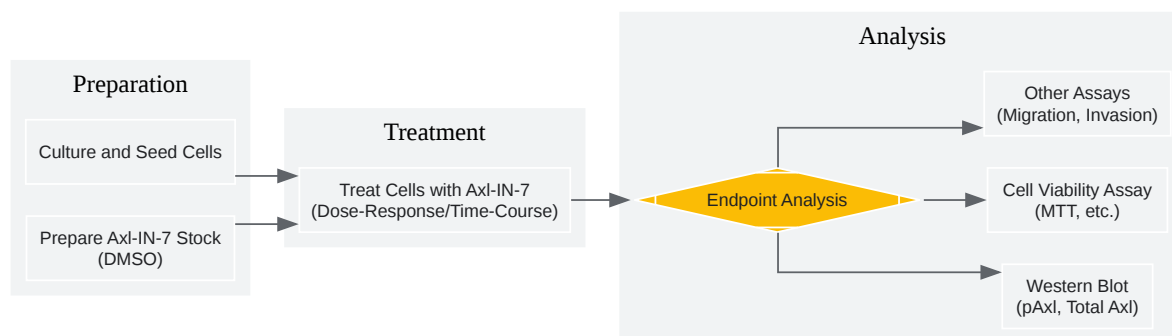 Preparation
Culture and Seed Cells
Prepare Axl-IN-7 Stock
(DMSO)
Treatment
Treat Cells with Axl-IN-7
(Dose-Response/Time-Course)
Analysis
Endpoint Analysis
Other Assays
(Migration, Invasion)
Cell Viability Assay
(MTT, etc.)
Western Blot
(pAxl, Total Axl)